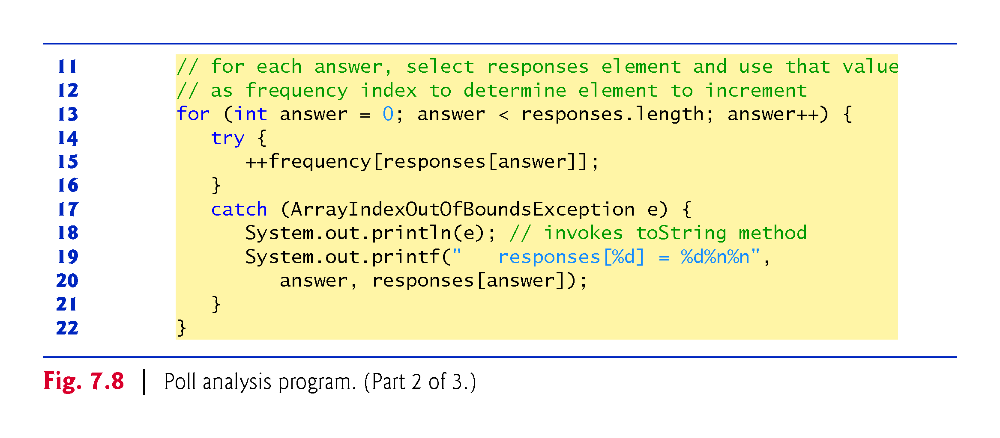 11 // for each answer, select responses element and use that value
12 // as frequency index to determine element to increment
13 for (int answer = 0; answer < responses.length; answer++) {
14    try {
15       ++frequency[responses[answer]];
16    }
17    catch (ArrayIndexOutOfBoundsException e) {
18       System.out.println(e); // invokes toString method
19       System.out.printf("   responses[%d] = %d%n%n",
20          answer, responses[answer]);
21    }
22 }
Fig. 7.8 | Poll analysis program. (Part 2 of 3.)